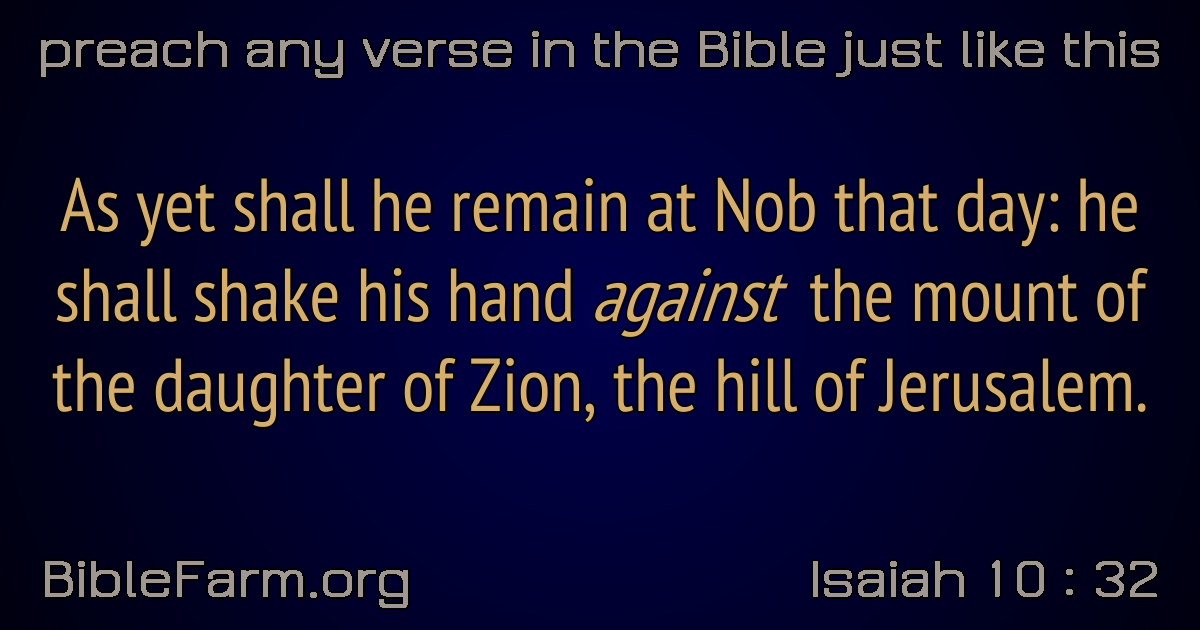 preach any verse in the Bible just like this
As yet shall he remain at Nob that day: he
shall shake his hand against the mount of
the daughter of Zion, the hill of Jerusalem.
BibleFarm.org
Isaiah 10 : 32